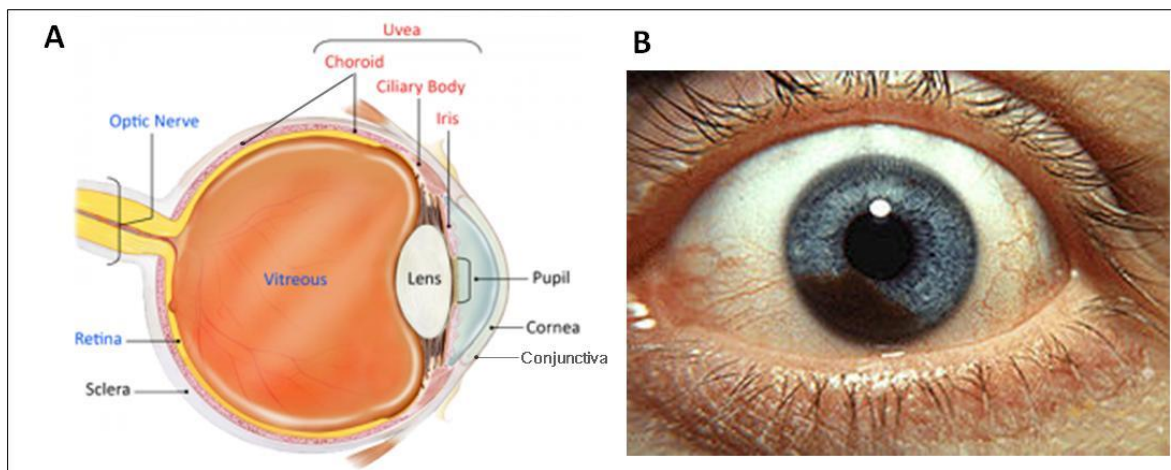 A
B
Uvea
Choroid
Ciliary Body
Iris
Optic Nerve
Vitreous
Lens
Pupil
Retina
Cornea
Conjunctiva
Sclera